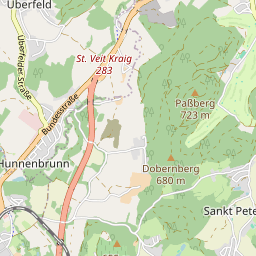 Überfeld
St. Veit Kraig
283
Überfelder Straße
Paßberg
723 m
Bundesstraße
Hunnenbrunn
Dobernberg
680 m
Sankt Pete